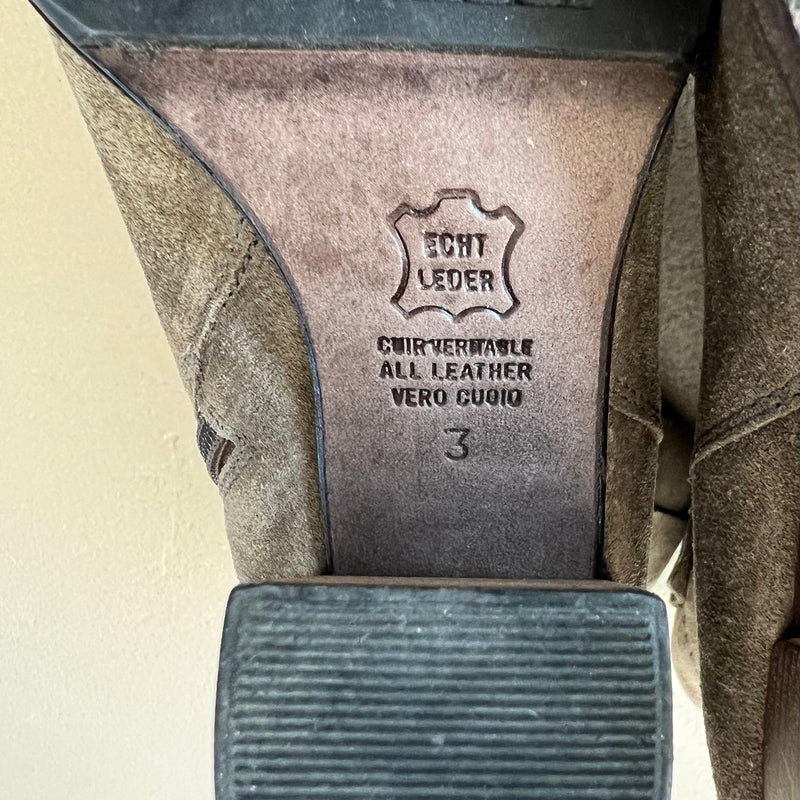 ECHT
LEDER
CUIR VERITABLE
ALL LEATHER
VERO CUOIO
3